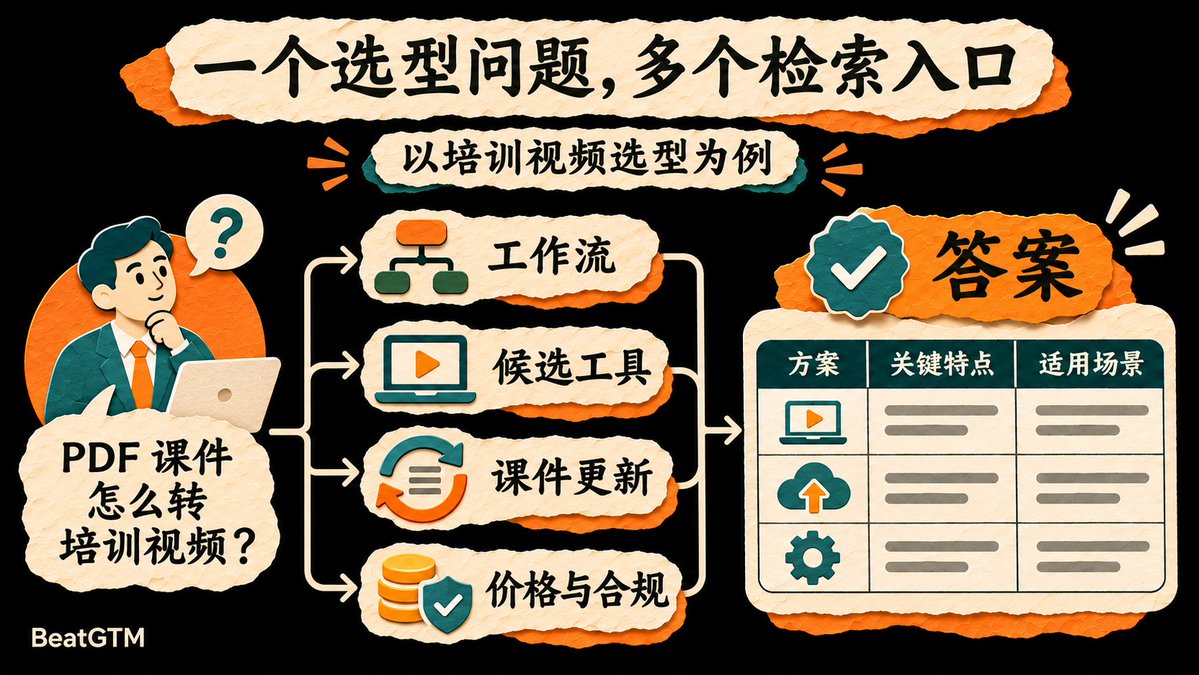 一个选型问题，多个检索入口
以培训视频选型为例
?
PDF 课件
怎么转
培训视频？
工作流
候选工具
课件更新
价格与合规
答案
方案 关键特点 适用场景
BeatGTM